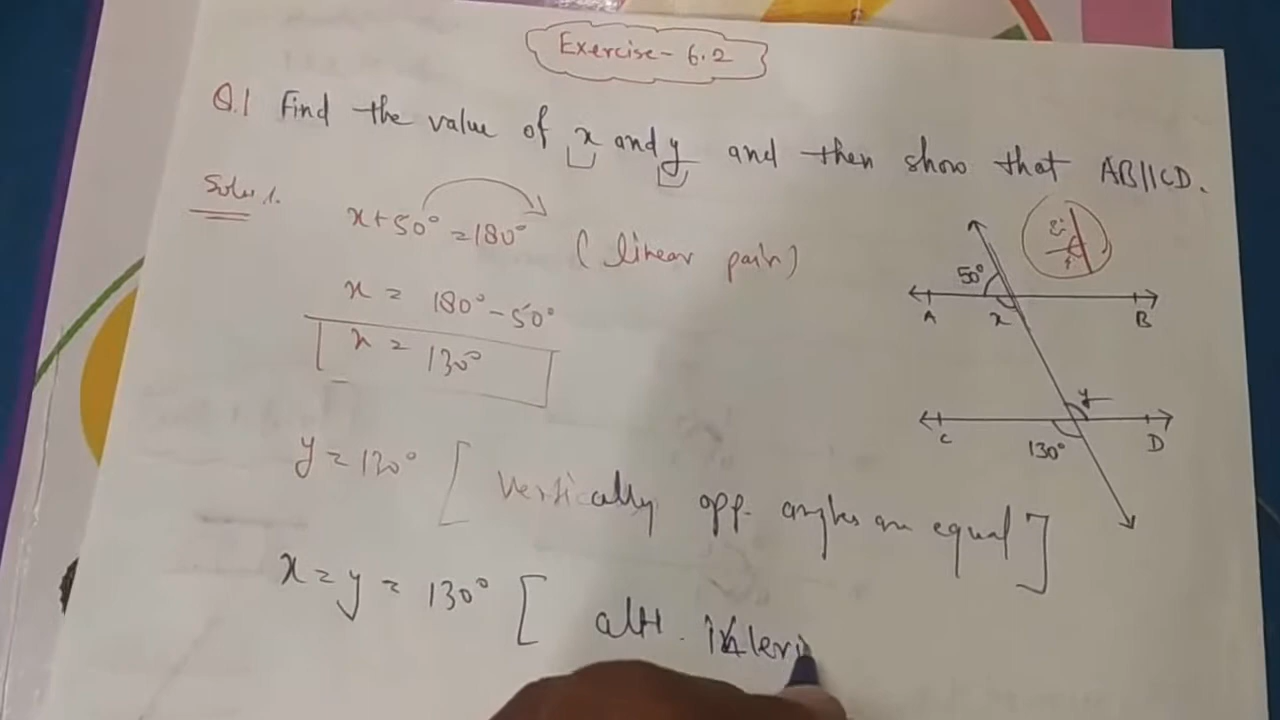 Exercise- 6.2
Q.1 Find the value of x and y and then show that AB||CD.
Solu 1.
x+50°=180° (linear pair)
x = 180°-50°
x = 130°
y = 130° [vertically opp. angles are equal]
x=y = 130° [ alt. interi
50°
A x B
y
C 130° D